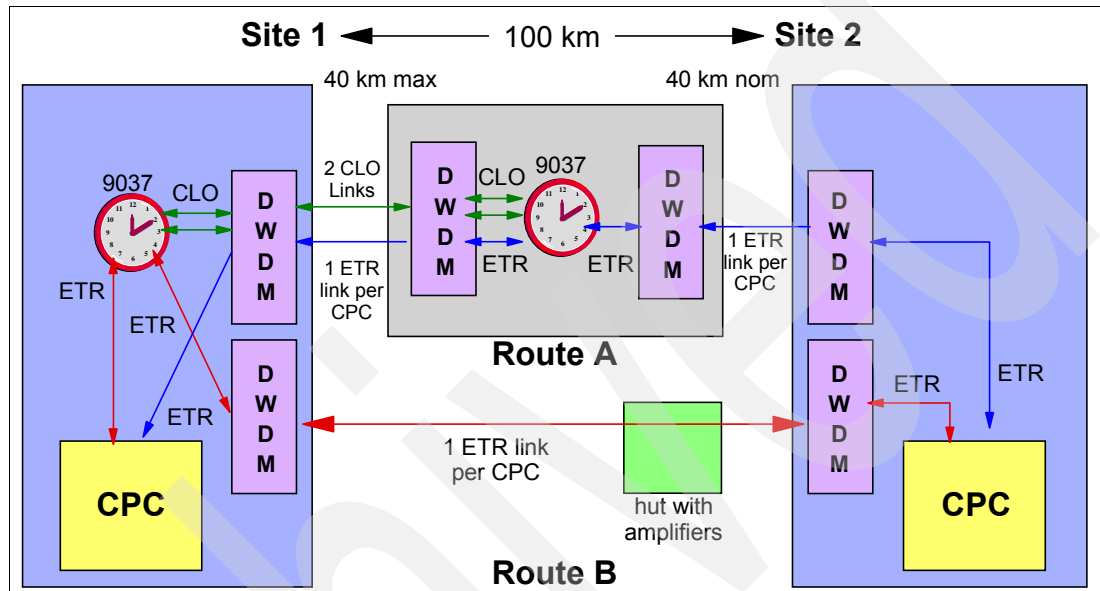 Site 1
100 km
Site 2
40 km max
40 km nom
9037
CLO
D
W
D
M
2 CLO
Links
1 ETR
link per
CPC
D
W
D
M
CLO
ETR
9037
ETR
D
W
D
M
1 ETR
link per
CPC
D
W
D
M
ETR
ETR
ETR
D
W
D
M
CPC
Route A
1 ETR link
per CPC
hut with
amplifiers
Route B
D
W
D
M
ETR
ETR
CPC